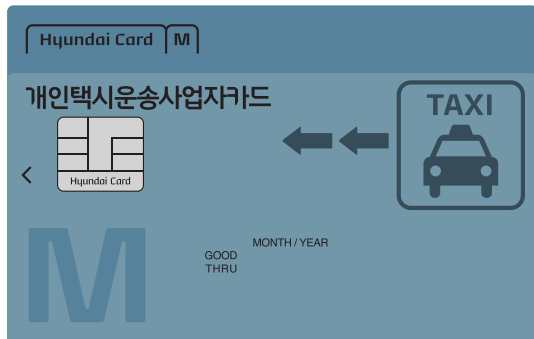 Hyundai Card M
개인택시운송사업자카드
TAXI
Hyundai Card
M
MONTH / YEAR
GOOD
THRU